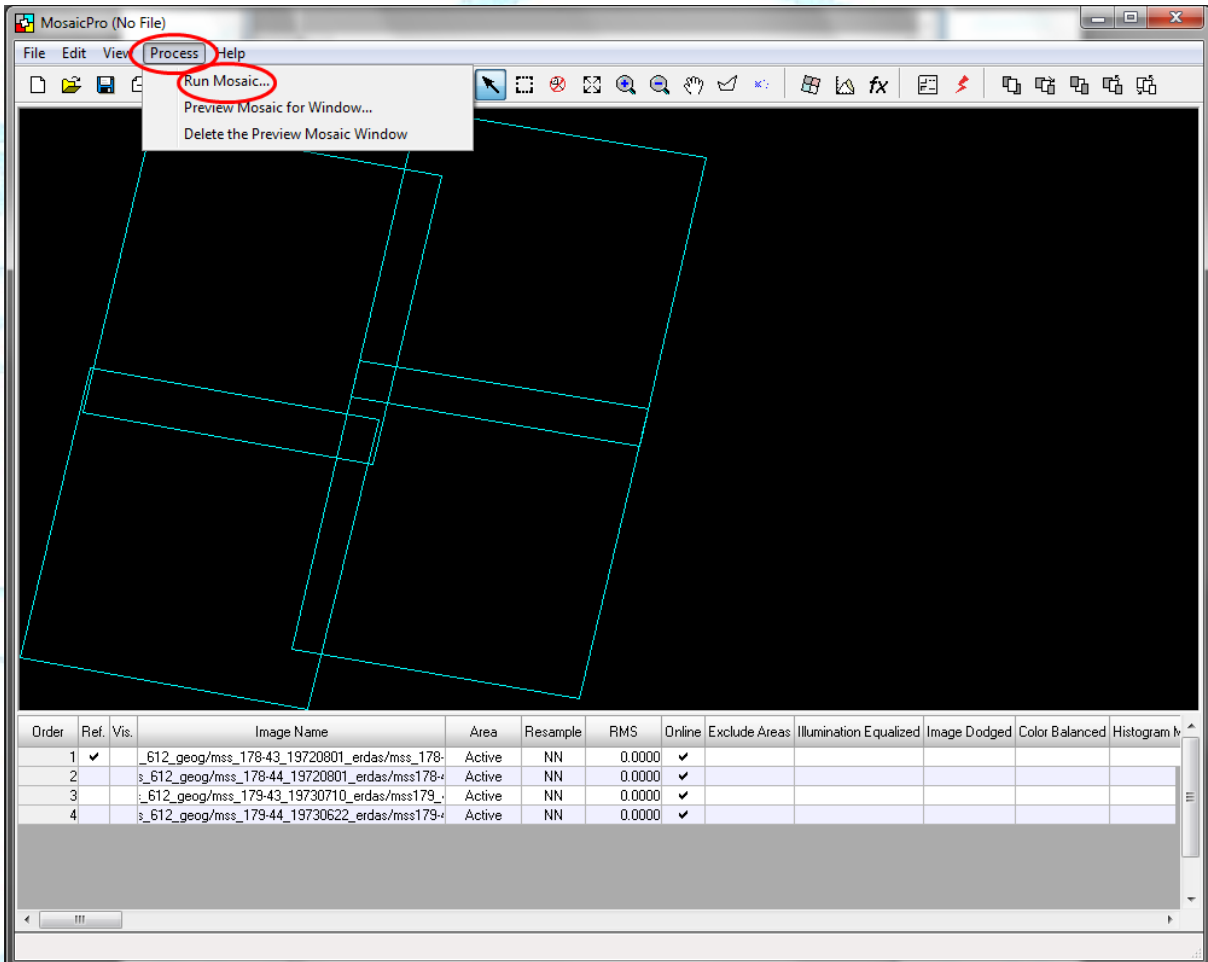 MosaicPro (No File)
File Edit View Process Help
Run Mosaic...
Preview Mosaic for Window...
Delete the Preview Mosaic Window
fx
Order Ref. Vis. Image Name Area Resample RMS Online Exclude Areas Illumination Equalized Image Dodged Color Balanced Histogram
1 _612_geog/mss_178-43_19720801_erdas/mss_178- Active NN 0.0000
2 s_612_geog/mss_178-44_19720801_erdas/mss178- Active NN 0.0000
3 _612_geog/mss_179-43_19730710_erdas/mss179_ Active NN 0.0000
4 s_612_geog/mss_179-44_19730622_erdas/mss179- Active NN 0.0000